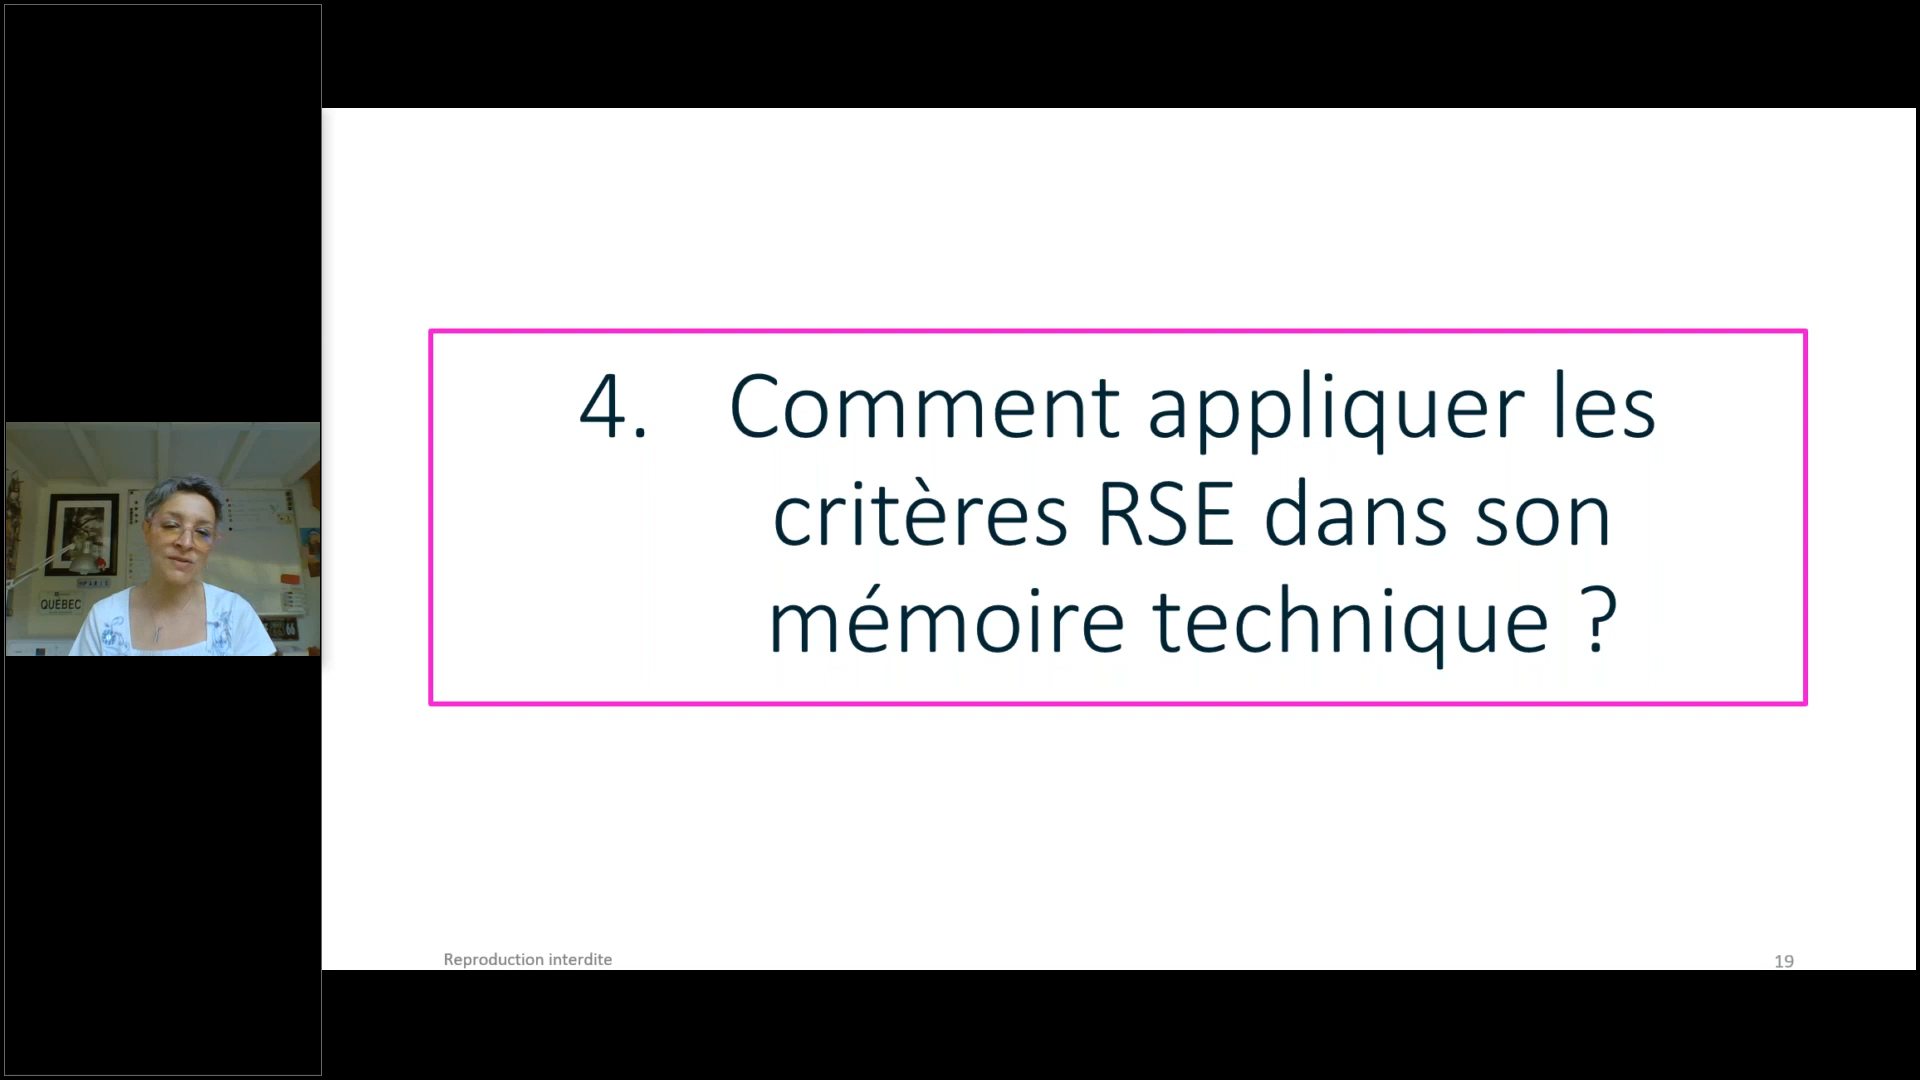 4. Comment appliquer les
critères RSE dans son
mémoire technique ?
QUÉBEC
Reproduction interdite
19